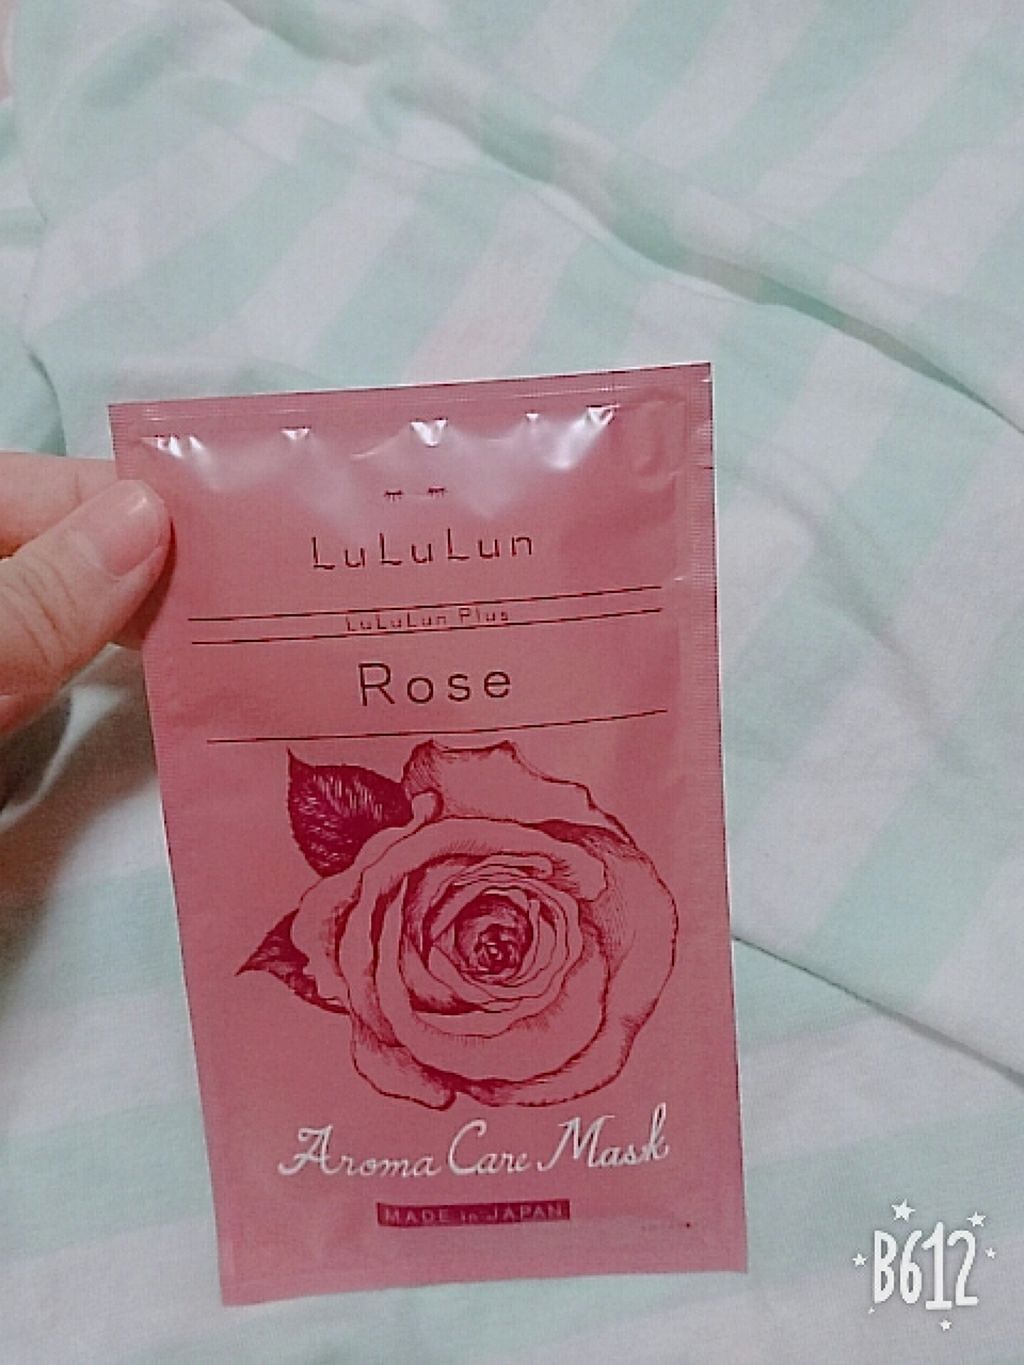 LuLuLun
LuLuLun Plus
Rose
Aroma Care Mask
MADE in JAPAN
B612